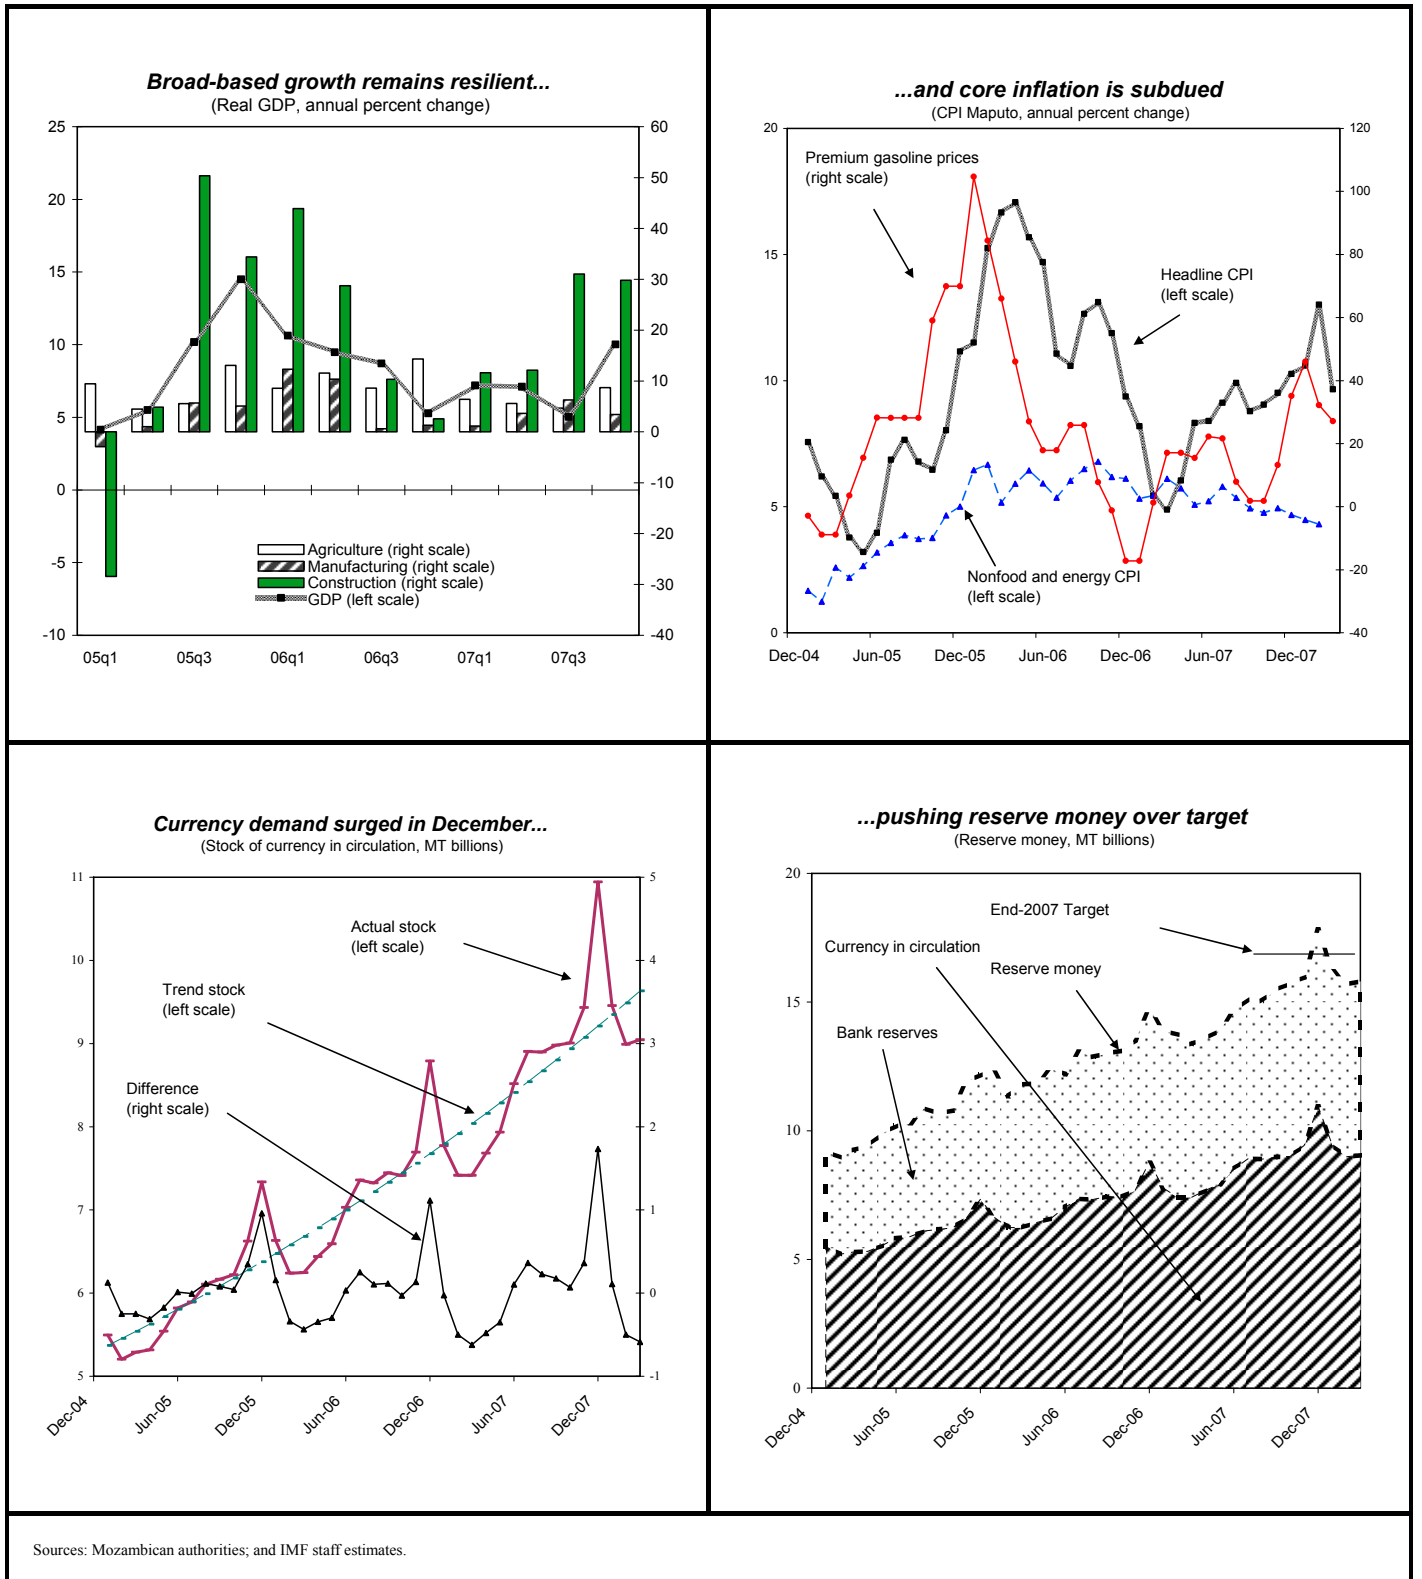 Broad-based growth remains resilient...
(Real GDP, annual percent change)
25
20
15
10
5
0
-5
-10
60
50
40
30
20
10
0
-10
-20
-30
-40
Agriculture (right scale)
Manufacturing (right scale)
Construction (right scale)
GDP (left scale)
05q1 05q3 06q1 06q3 07q1 07q3
...and core inflation is subdued
(CPI Maputo, annual percent change)
20
15
10
5
0
120
100
80
60
40
20
0
-20
-40
Premium gasoline prices
(right scale)
Headline CPI
(left scale)
Nonfood and energy CPI
(left scale)
Dec-04 Jun-05 Dec-05 Jun-06 Dec-06 Jun-07 Dec-07
Currency demand surged in December...
(Stock of currency in circulation, MT billions)
11
10
9
8
7
6
5
5
4
3
2
1
0
-1
Actual stock
(left scale)
Trend stock
(left scale)
Difference
(right scale)
Dec-04 Jun-05 Dec-05 Jun-06 Dec-06 Jun-07 Dec-07
...pushing reserve money over target
(Reserve money, MT billions)
20
15
10
5
0
End-2007 Target
Currency in circulation
Reserve money
Bank reserves
Dec-04 Jun-05 Dec-05 Jun-06 Dec-06 Jun-07 Dec-07
Sources: Mozambican authorities; and IMF staff estimates.